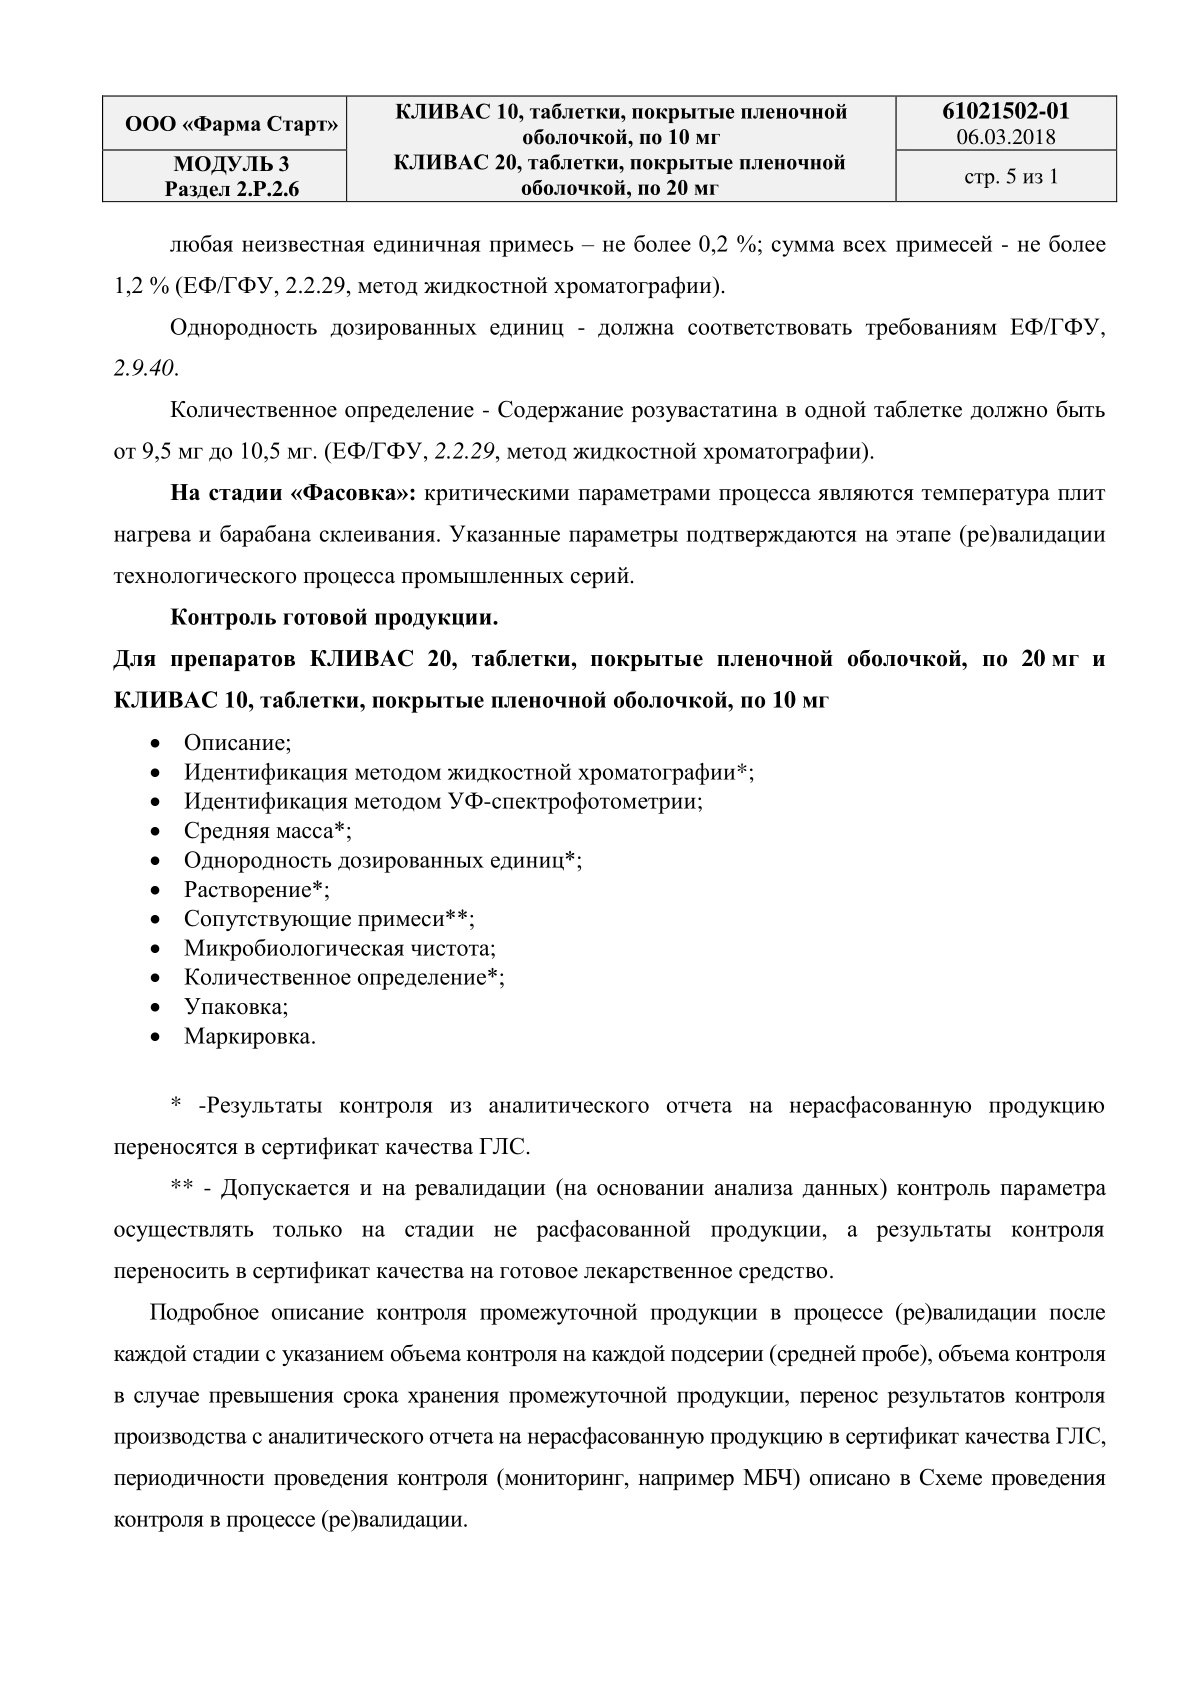 ООО «Фарма Старт»
МОДУЛЬ 3
Раздел 2.Р.2.6
КЛИВАС 10, таблетки, покрытые пленочной
оболочкой, по 10 мг
КЛИВАС 20, таблетки, покрытые пленочной
оболочкой, по 20 мг
61021502-01
06.03.2018
стр. 5 из 1
любая неизвестная единичная примесь – не более 0,2 %; сумма всех примесей - не более
1,2 % (ЕФ/ГФУ, 2.2.29, метод жидкостной хроматографии).
Однородность дозированных единиц - должна соответствовать требованиям ЕФ/ГФУ,
2.9.40.
Количественное определение - Содержание розувастатина в одной таблетке должно быть
от 9,5 мг до 10,5 мг. (ЕФ/ГФУ, 2.2.29, метод жидкостной хроматографии).
На стадии «Фасовка»: критическими параметрами процесса являются температура плит
нагрева и барабана склеивания. Указанные параметры подтверждаются на этапе (ре)валидации
технологического процесса промышленных серий.
Контроль готовой продукции.
Для препаратов КЛИВАС 20, таблетки, покрытые пленочной оболочкой, по 20 мг и
КЛИВАС 10, таблетки, покрытые пленочной оболочкой, по 10 мг
• Описание;
• Идентификация методом жидкостной хроматографии*;
• Идентификация методом УФ-спектрофотометрии;
• Средняя масса*;
• Однородность дозированных единиц*;
• Растворение*;
• Сопутствующие примеси**;
• Микробиологическая чистота;
• Количественное определение*;
• Упаковка;
• Маркировка.
* -Результаты контроля из аналитического отчета на нерасфасованную продукцию
переносятся в сертификат качества ГЛС.
** - Допускается и на ревалидации (на основании анализа данных) контроль параметра
осуществлять только на стадии не расфасованной продукции, а результаты контроля
переносить в сертификат качества на готовое лекарственное средство.
Подробное описание контроля промежуточной продукции в процессе (ре)валидации после
каждой стадии с указанием объема контроля на каждой подсерии (средней пробе), объема контроля
в случае превышения срока хранения промежуточной продукции, перенос результатов контроля
производства с аналитического отчета на нерасфасованную продукцию в сертификат качества ГЛС,
периодичности проведения контроля (мониторинг, например МБЧ) описано в Схеме проведения
контроля в процессе (ре)валидации.